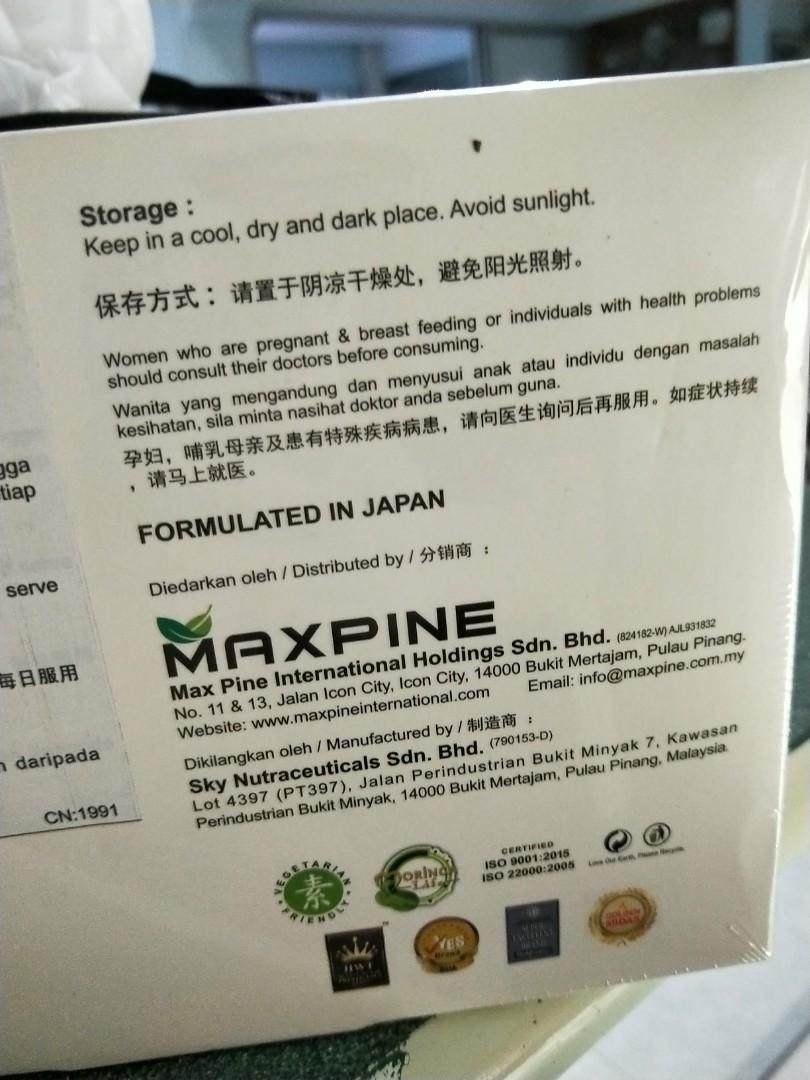 Storage :
Keep in a cool, dry and dark place. Avoid sunlight.
保存方式：请置于阴凉干燥处，避免阳光照射。
Women who are pregnant & breast feeding or individuals with health problems
should consult their doctors before consuming.
Wanita yang mengandung dan menyusui anak atau individu dengan masalah
kesihatan, sila minta nasihat doktor anda sebelum guna.
孕妇，哺乳母亲及患有特殊疾病病患，请向医生询问后再服用。如症状持续
，请马上就医。
gga
tiap
serve
每日服用
daripada
CN:1991
FORMULATED IN JAPAN
Diedarkan oleh / Distributed by / 分销商 ：
MAXPINE
Max Pine International Holdings Sdn. Bhd. (824182-W) AJL931832
No. 11 & 13, Jalan Icon City, Icon City, 14000 Bukit Mertajam, Pulau Pinang.
Website: www.maxpineinternational.com Email: info@maxpine.com.my
Dikilangkan oleh / Manufactured by / 制造商 ：
Sky Nutraceuticals Sdn. Bhd. (790153-D)
Lot 4397 (PT397), Jalan Perindustrian Bukit Minyak 7, Kawasan
Perindustrian Bukit Minyak, 14000 Bukit Mertajam, Pulau Pinang, Malaysia.
VEGETARIAN
素
FRIENDLY
MORINGA
CERTIFIED
ISO 9001:2015
ISO 22000:2005
Love Our Earth, Please Recycle.
YES
Brand
GOLDEN